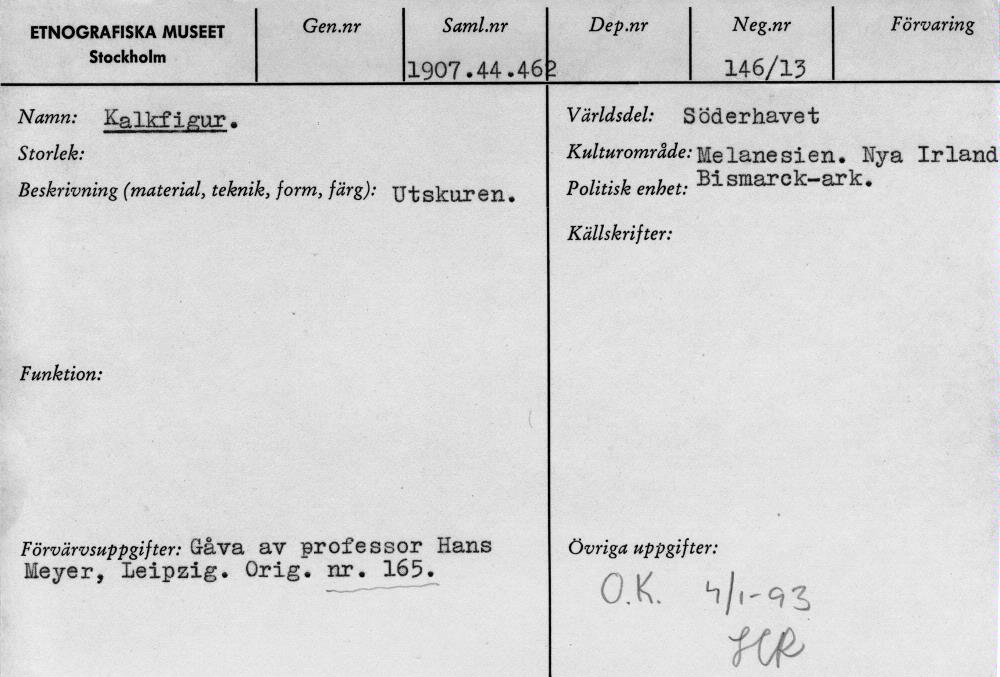 ETNOGRAFISKA MUSEET
Stockholm
Gen.nr
Saml.nr
1907.44.462
Dep.nr
Neg.nr
146/13
Förvaring
Namn: Kalkfigur.
Storlek:
Beskrivning (material, teknik, form, färg): Utskuren.
Funktion:
Förvärvsuppgifter: Gåva av professor Hans
Meyer, Leipzig. Orig. nr. 165.
Världsdel: Söderhavet
Kulturområde: Melanesien. Nya Irland
Politisk enhet: Bismarck-ark.
Källskrifter:
Övriga uppgifter:
O.K. 4/1-93